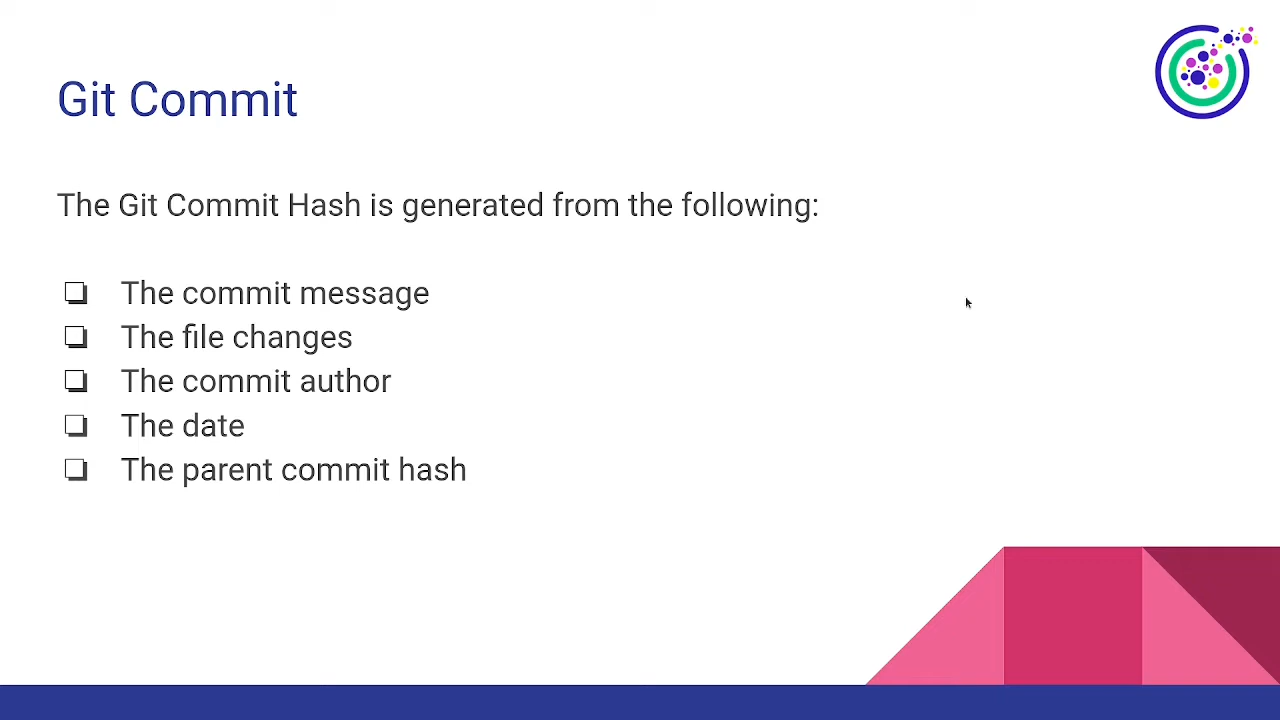 Git Commit
The Git Commit Hash is generated from the following:
The commit message
The file changes
The commit author
The date
The parent commit hash